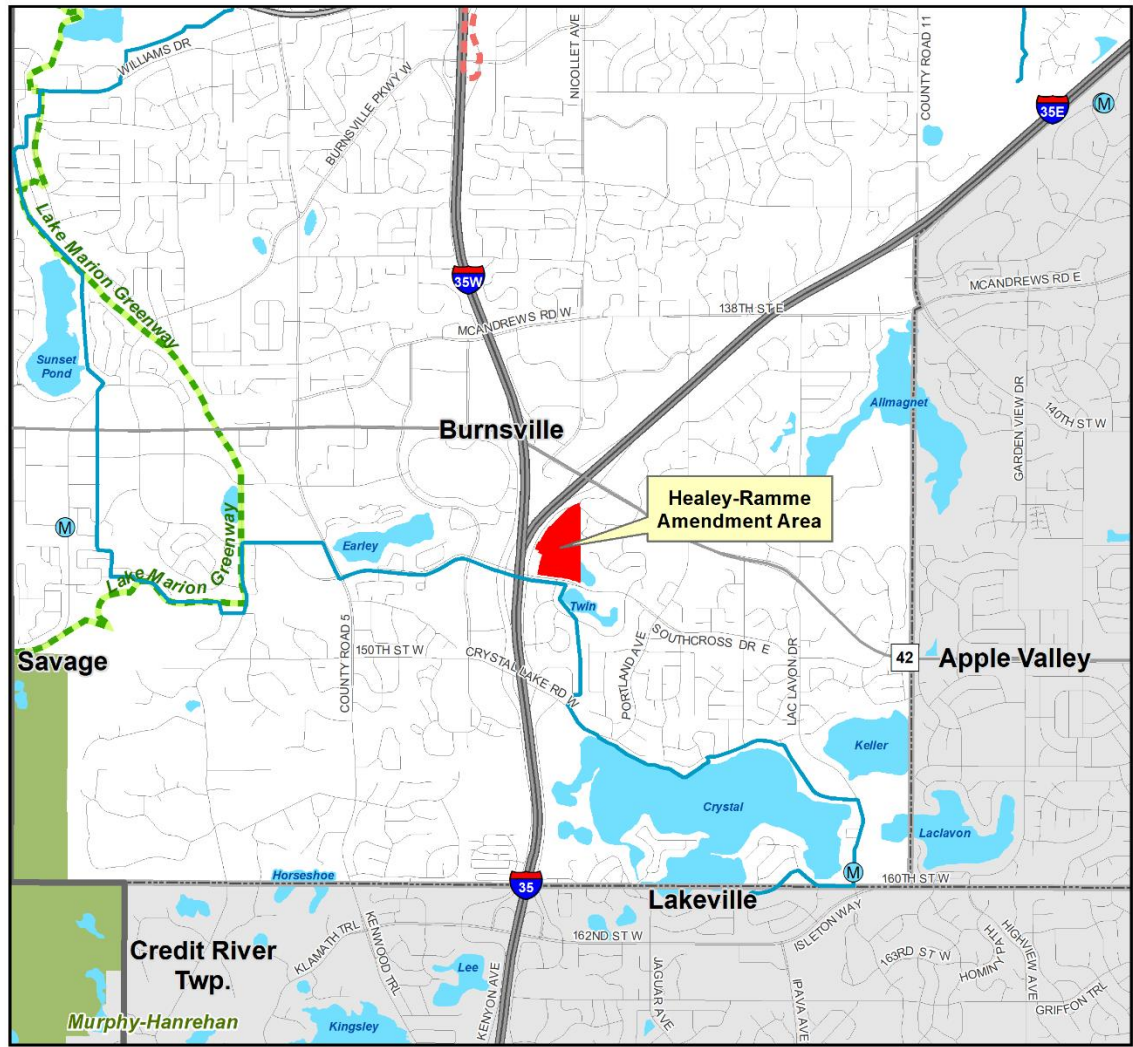 WILLIAMS DR
BURNSVILLE PKWY W
NICOLLET AVE
COUNTY ROAD 11
35E
M
Lake Marion Greenway
35W
MCANDREWS RD W
138TH ST E
MCANDREWS RD E
Sunset
Pond
Alimagnet
GARDEN VIEW DR
140TH ST W
Burnsville
Healey-Ramme
Amendment Area
M
Earley
Lake Marion Greenway
Twin
Savage
COUNTY ROAD 5
150TH ST W
CRYSTAL LAKE RD W
PORTLAND AVE
SOUTHCROSS DR E
LAC LAVON DR
42
Apple Valley
Keller
Crystal
Laclavon
Horseshoe
35
M
160TH ST W
Lakeville
Credit River
Twp.
KLAMATH TRL
KENWOOD TRL
Lee
KENYON AVE
162ND ST W
JAGUAR AVE
ISLETON WAY
IPAVA AVE
163RD ST W
HOMIN
PATH
HIGHVIEW AVE
GRIFFON TRL
Murphy-Hanrehan
Kingsley